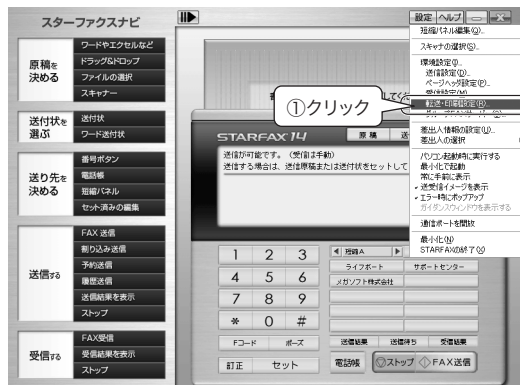 スターファクスナビ
設定
ヘルプ
原稿を
決める
ワードやエクセルなど
ドラッグ&ドロップ
ファイルの選択
スキャナー
送付状を
選ぶ
送付状
ワード送付状
送り先を
決める
番号ボタン
電話帳
短縮パネル
セット済みの編集
送信する
FAX 送信
割り込み送信
予約送信
履歴送信
送信結果を表示
ストップ
受信する
FAX受信
受信結果を表示
ストップ
①クリック
短縮パネル編集(Q)...
スキャナの選択(S)...
環境設定(J)...
送信設定(D)...
ページヘッダ設定(E)...
受信設定(M)...
転送・印刷設定(R)...
差出人情報の設定(U)...
差出人の選択
パソコン起動時に実行する
最小化で起動
常に手前に表示
送受信イメージを表示
エラー時にポップアップ
ガイダンスウィンドウを表示する
通信ポートを開放
最小化(N)
STARFAXの終了(X)
STARFAX'14
原稿
送
送信が可能です。 (受信は手動)
送信する場合は、送信原稿または送付状をセットして
1 2 3
4 5 6
7 8 9
* 0 #
Fコード
ポーズ
訂正
セット
短縮A
ライフボート
サポートセンター
メガソフト株式会社
送信結果
送信待ち
受信結果
電話帳
ストップ
FAX送信